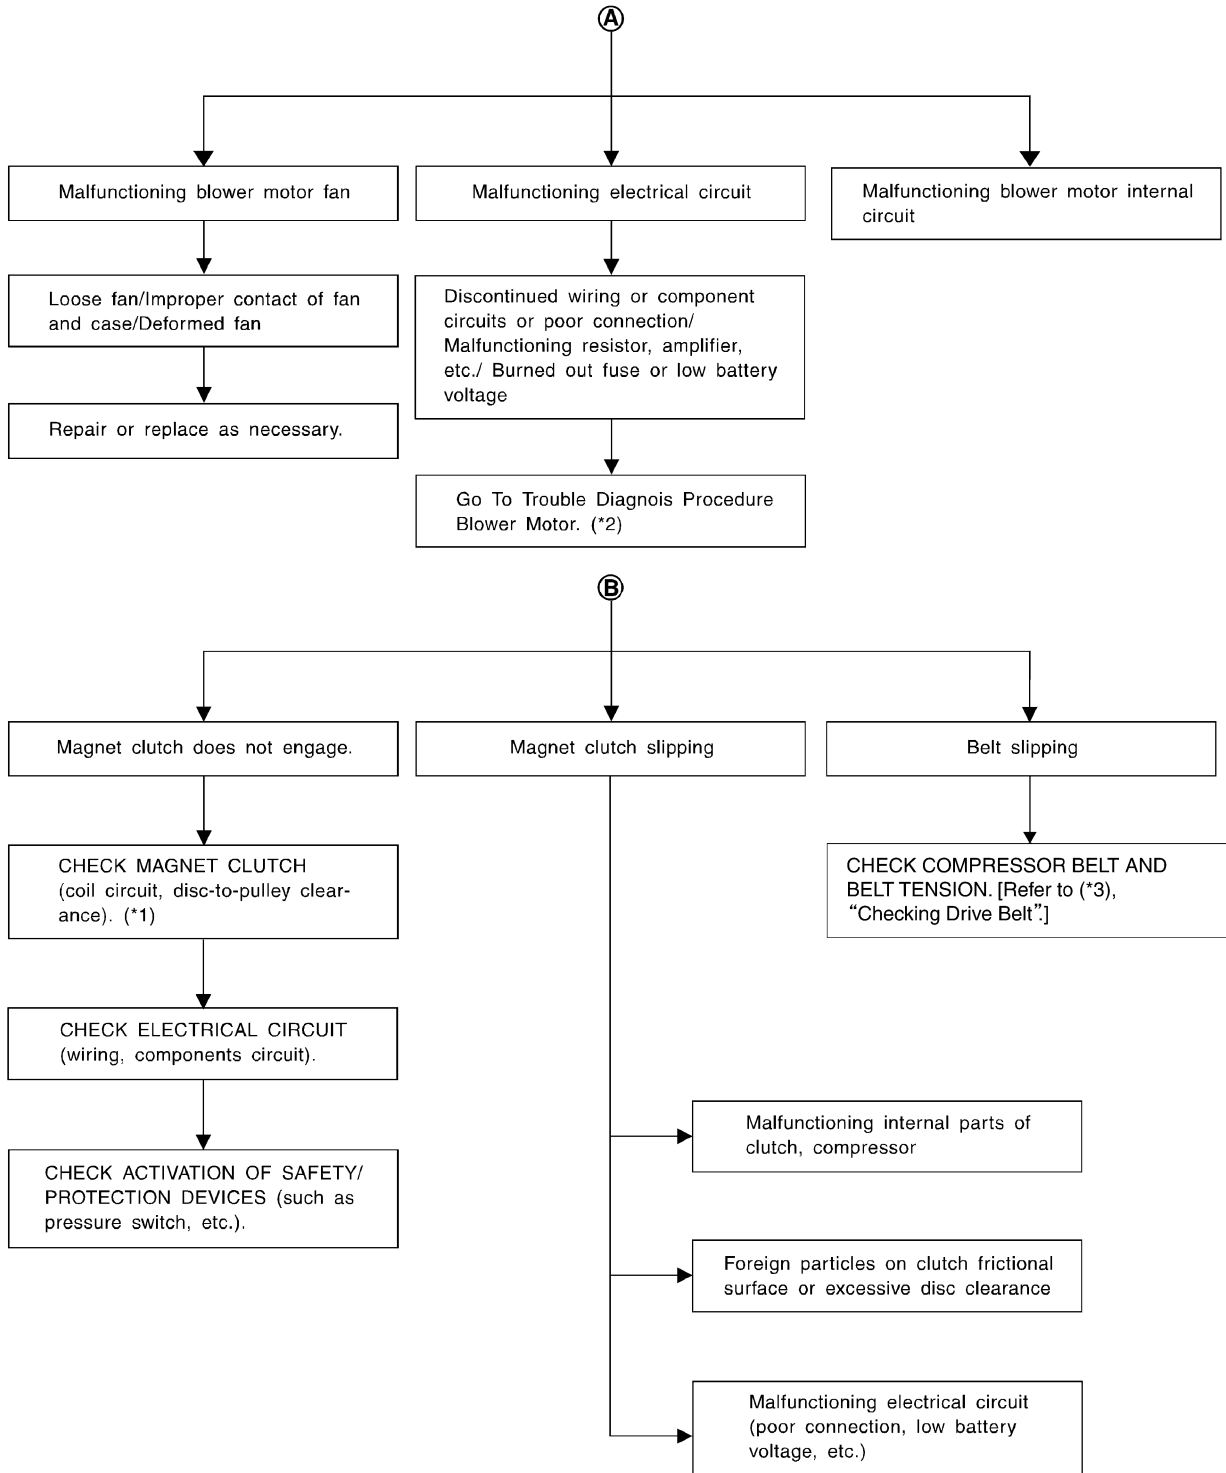 A
Malfunctioning blower motor fan
Malfunctioning electrical circuit
Malfunctioning blower motor internal
circuit
Loose fan/Improper contact of fan
and case/Deformed fan
Discontinued wiring or component
circuits or poor connection/
Malfunctioning resistor, amplifier,
etc./ Burned out fuse or low battery
voltage
Repair or replace as necessary.
Go To Trouble Diagnois Procedure
Blower Motor. (*2)
B
Magnet clutch does not engage.
Magnet clutch slipping
Belt slipping
CHECK MAGNET CLUTCH
(coil circuit, disc-to-pulley clear-
ance). (*1)
CHECK COMPRESSOR BELT AND
BELT TENSION. [Refer to (*3),
“Checking Drive Belt”.]
CHECK ELECTRICAL CIRCUIT
(wiring, components circuit).
CHECK ACTIVATION OF SAFETY/
PROTECTION DEVICES (such as
pressure switch, etc.).
Malfunctioning internal parts of
clutch, compressor
Foreign particles on clutch frictional
surface or excessive disc clearance
Malfunctioning electrical circuit
(poor connection, low battery
voltage, etc.)